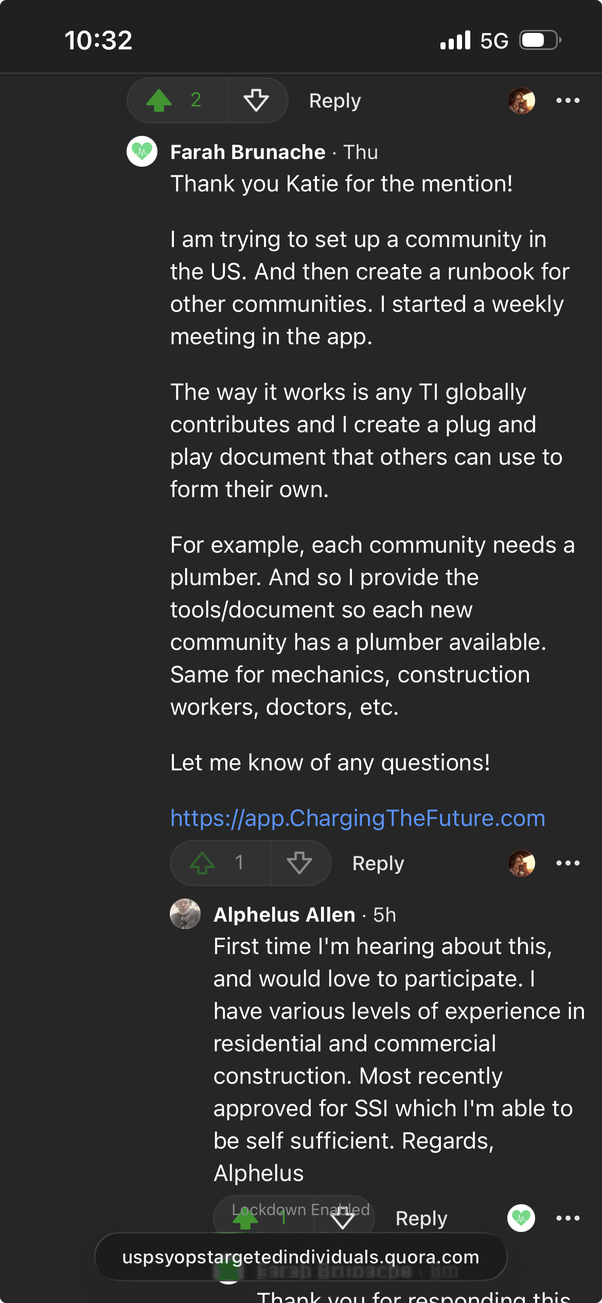 10:32
5G
2
Reply
Farah Brunache · Thu
Thank you Katie for the mention!
I am trying to set up a community in
the US. And then create a runbook for
other communities. I started a weekly
meeting in the app.
The way it works is any TI globally
contributes and I create a plug and
play document that others can use to
form their own.
For example, each community needs a
plumber. And so I provide the
tools/document so each new
community has a plumber available.
Same for mechanics, construction
workers, doctors, etc.
Let me know of any questions!
https://app.ChargingTheFuture.com
1
Reply
Alphelus Allen · 5h
First time I'm hearing about this,
and would love to participate. I
have various levels of experience in
residential and commercial
construction. Most recently
approved for SSI which I'm able to
be self sufficient. Regards,
Alphelus
Lockdown Enabled
1
Reply
uspsyopstargetedindividuals.quora.com
Thank you for responding this